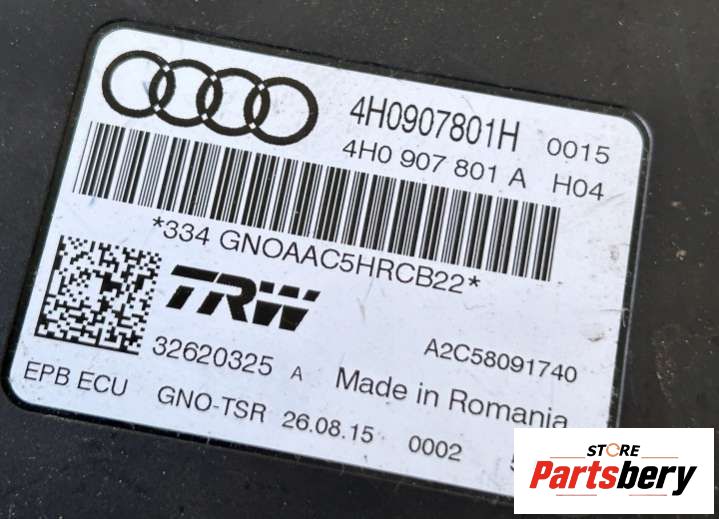 4H0907801H 0015
4H0 907 801 A H04
*334 GNOAAC5HRCB22*
TRW
32620325 A A2C58091740
Made in Romania
EPB ECU GNO-TSR 26.08.15 0002
STORE
Partsbery